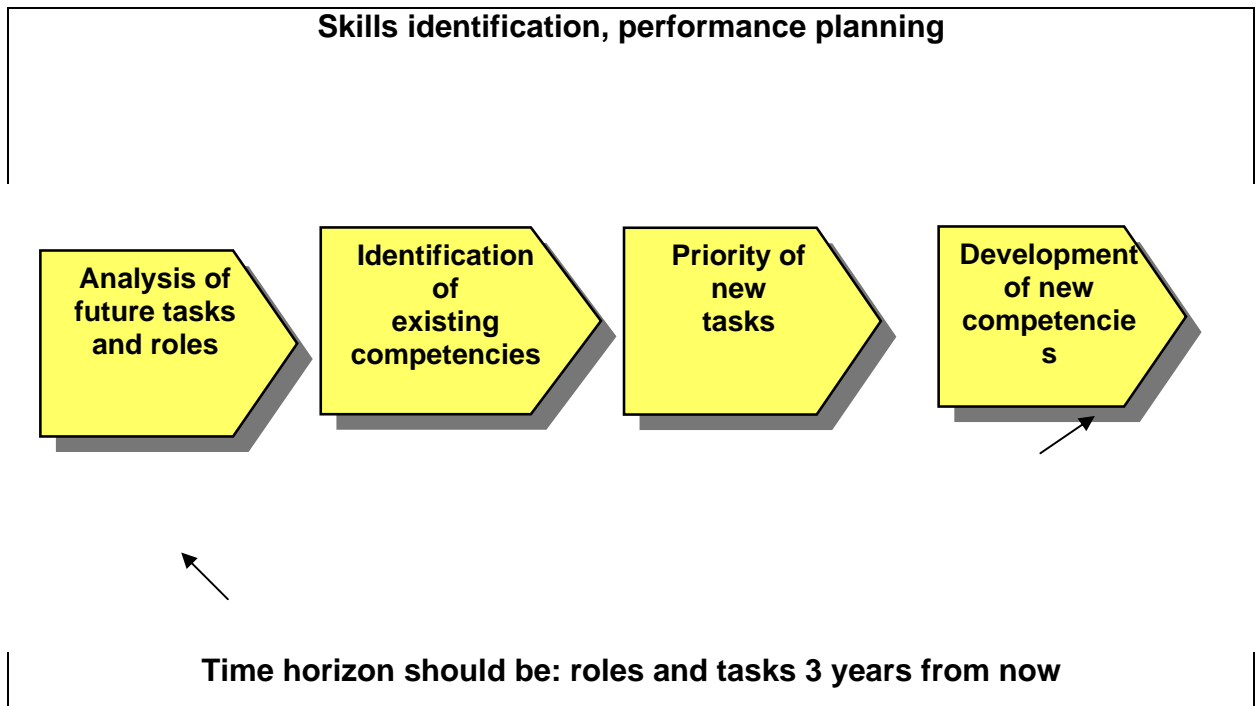 Skills identification, performance planning
Analysis of
future tasks
and roles
Identification
of
existing
competencies
Priority of
new
tasks
Development
of new
competencie
s
Time horizon should be: roles and tasks 3 years from now